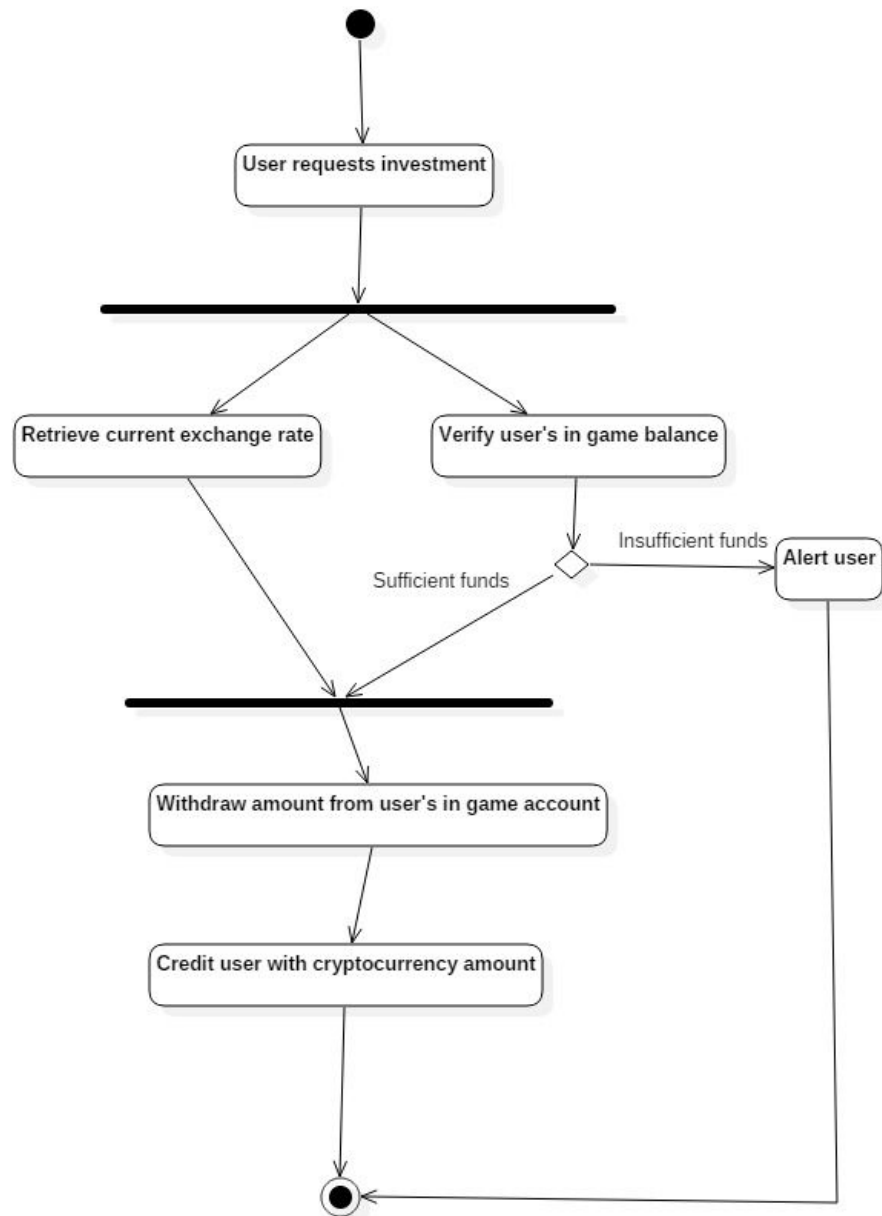 User requests investment
Retrieve current exchange rate
Verify user's in game balance
Insufficient funds
Alert user
Sufficient funds
Withdraw amount from user's in game account
Credit user with cryptocurrency amount